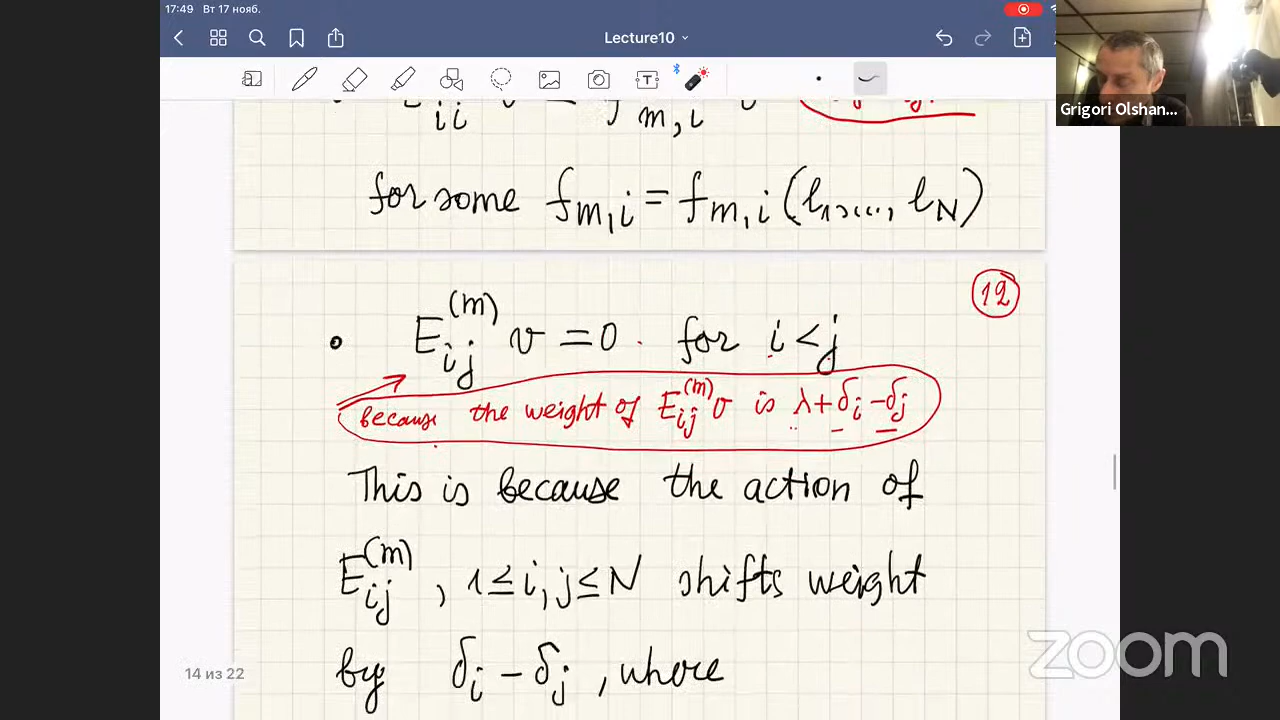 17:49 Вт 17 нояб.
Lecture10
Grigori Olshan...
ii m,i
for some f_{m,i} = f_{m,i} (l_1, ..., l_N)
12
• E_{ij}^{(m)} v = 0 for i < j
because the weight of E_{ij}^{(m)} v is λ + δ_i − δ_j
This is because the action of
E_{ij}^{(m)}, 1 ≤ i, j ≤ N shifts weight
by δ_i − δ_j, where
14 из 22
zoom